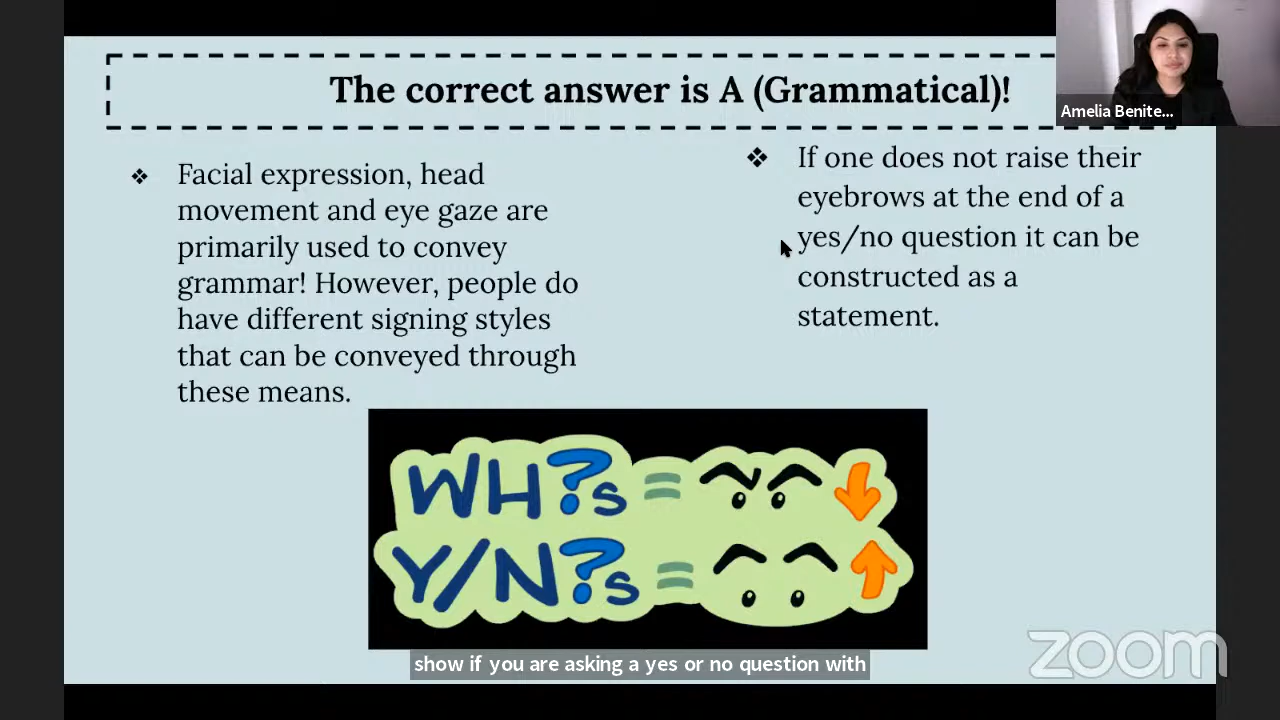 The correct answer is A (Grammatical)!
Amelia Benite...
❖ Facial expression, head
movement and eye gaze are
primarily used to convey
grammar! However, people do
have different signing styles
that can be conveyed through
these means.
❖ If one does not raise their
eyebrows at the end of a
yes/no question it can be
constructed as a
statement.
WH?s =
Y/N?s =
show if you are asking a yes or no question with
zoom